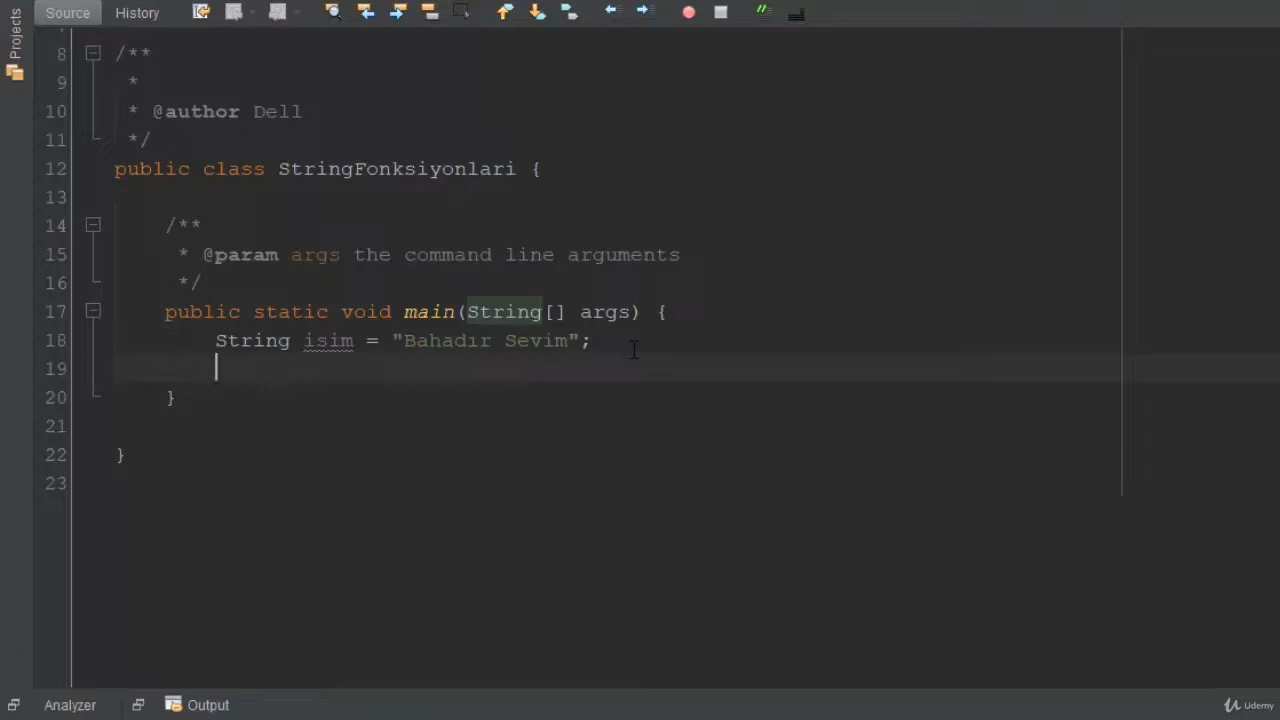 Source History
Projects
8 /**
9 *
10 * @author Dell
11 */
12 public class StringFonksiyonlari {
13
14 /**
15 * @param args the command line arguments
16 */
17 public static void main(String[] args) {
18 String isim = "Bahadır Sevim";
19
20 }
21
22 }
23
Analyzer Output
Udemy